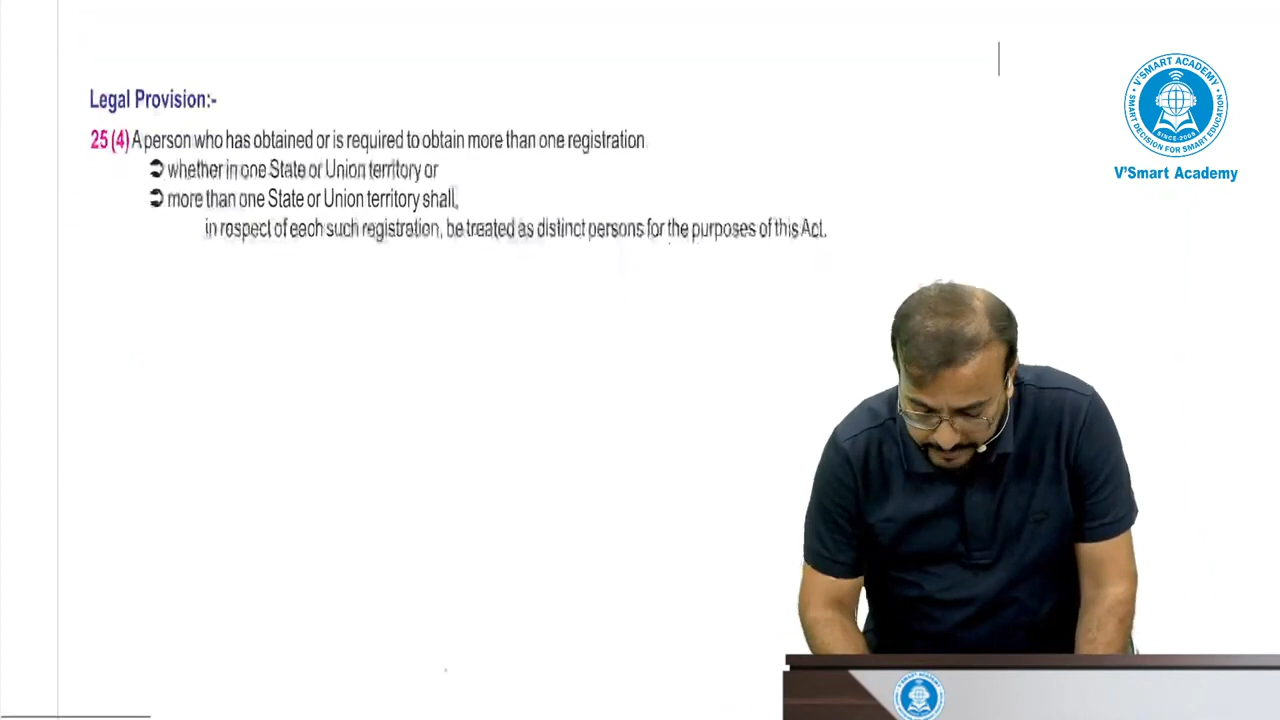 Legal Provision:-
25(4) A person who has obtained or is required to obtain more than one registration.
➲ whether in one State or Union territory or
➲ more than one State or Union territory shall,
in respect of each such registration, be treated as distinct persons for the purposes of this Act.
V'SMART ACADEMY
SMART DECISION FOR SMART EDUCATION
SINCE-2008
V'Smart Academy
V'SMART ACADEMY